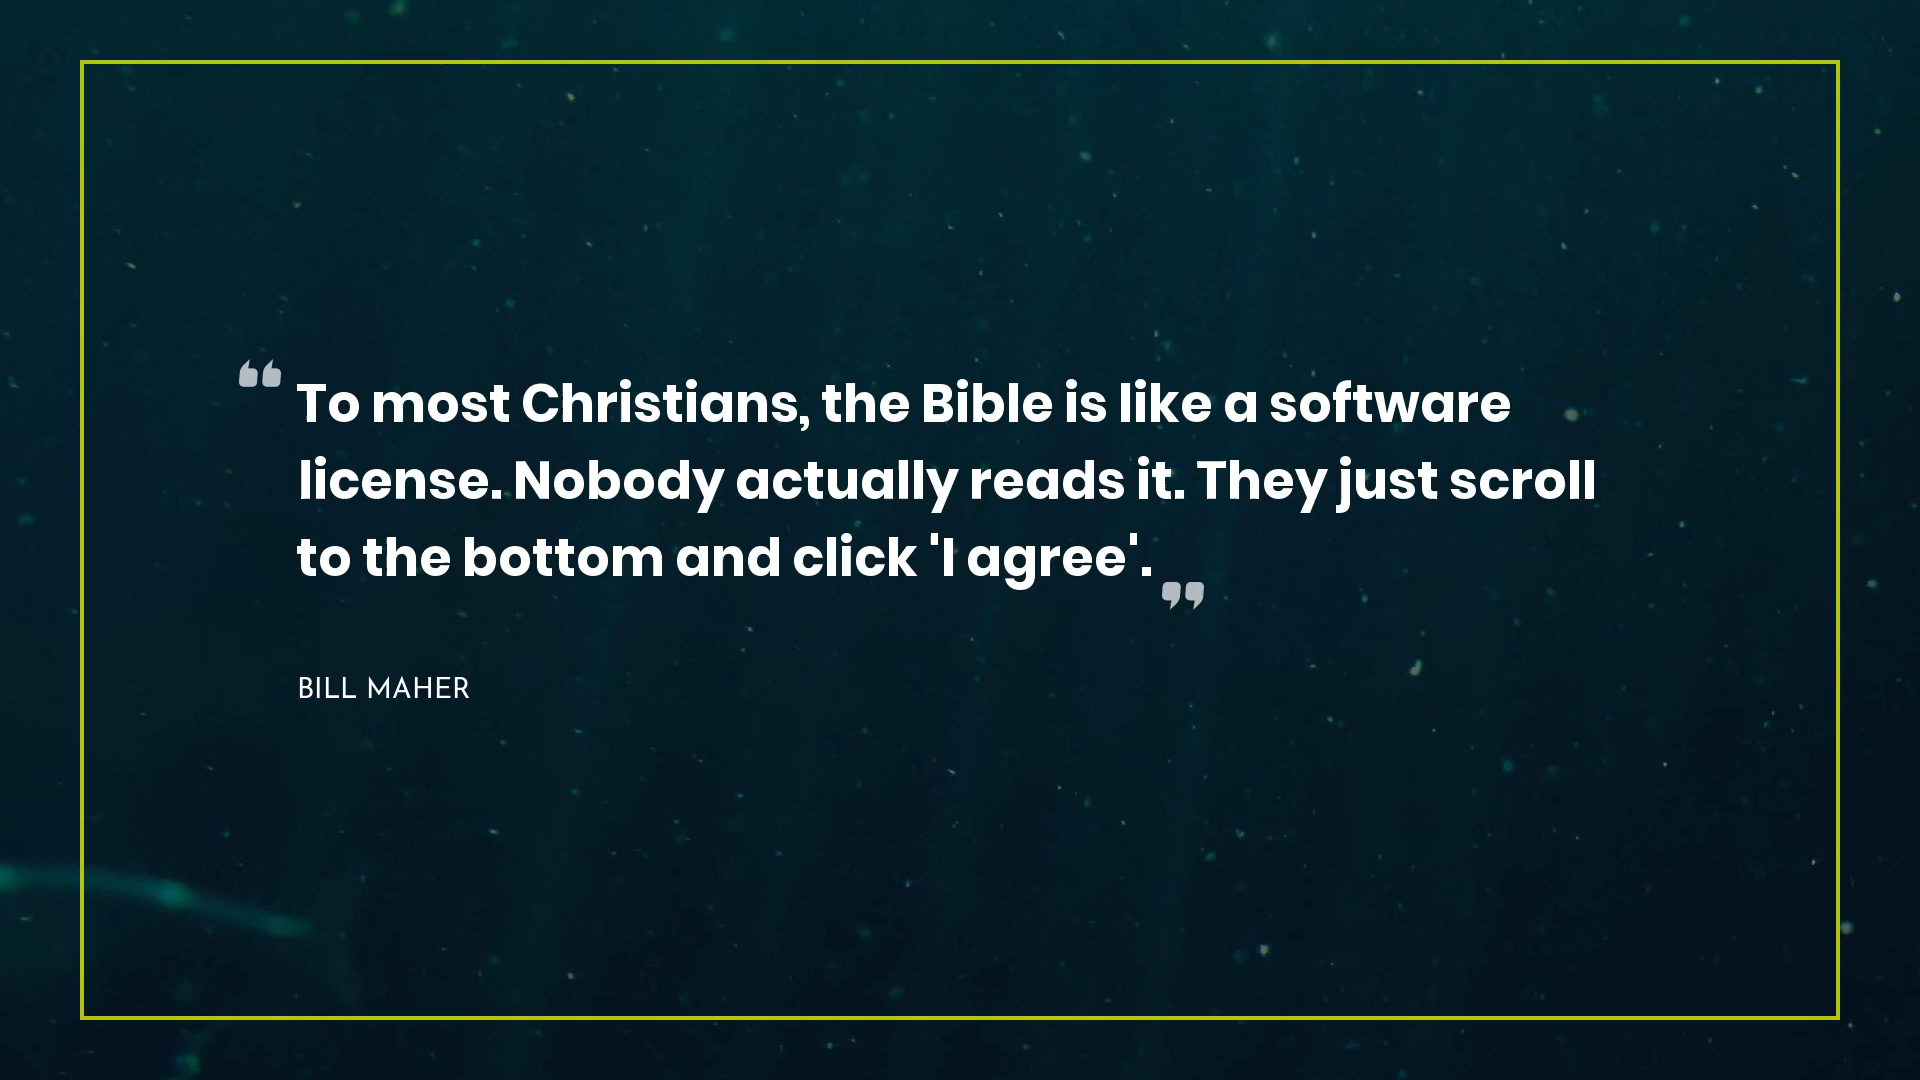 “To most Christians, the Bible is like a software
license. Nobody actually reads it. They just scroll
to the bottom and click 'I agree'.”
BILL MAHER